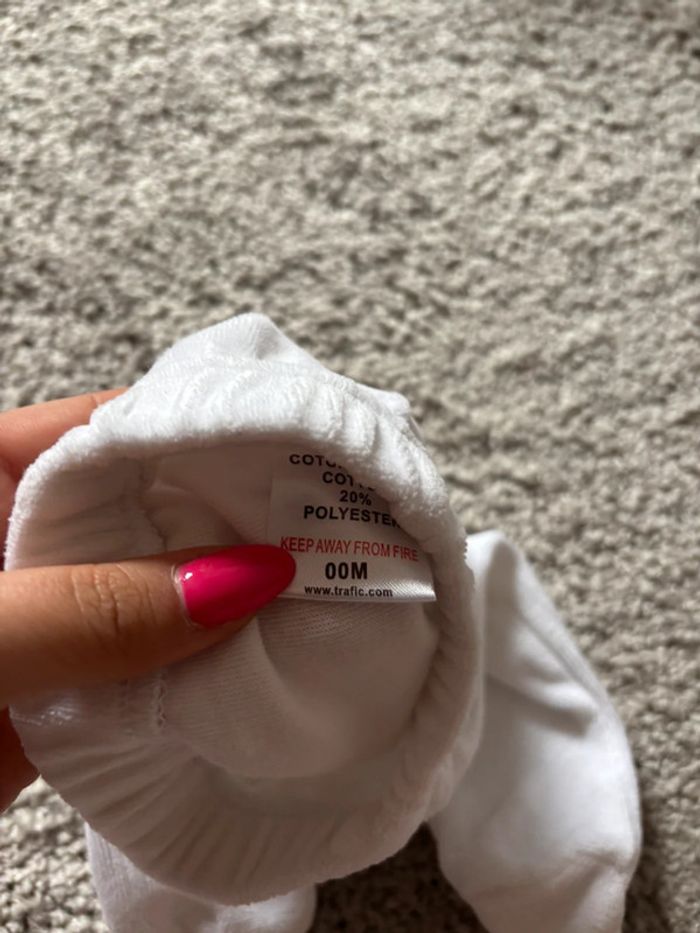 20%
POLYESTER
KEEP AWAY FROM FIRE
00M
www.trafic.com